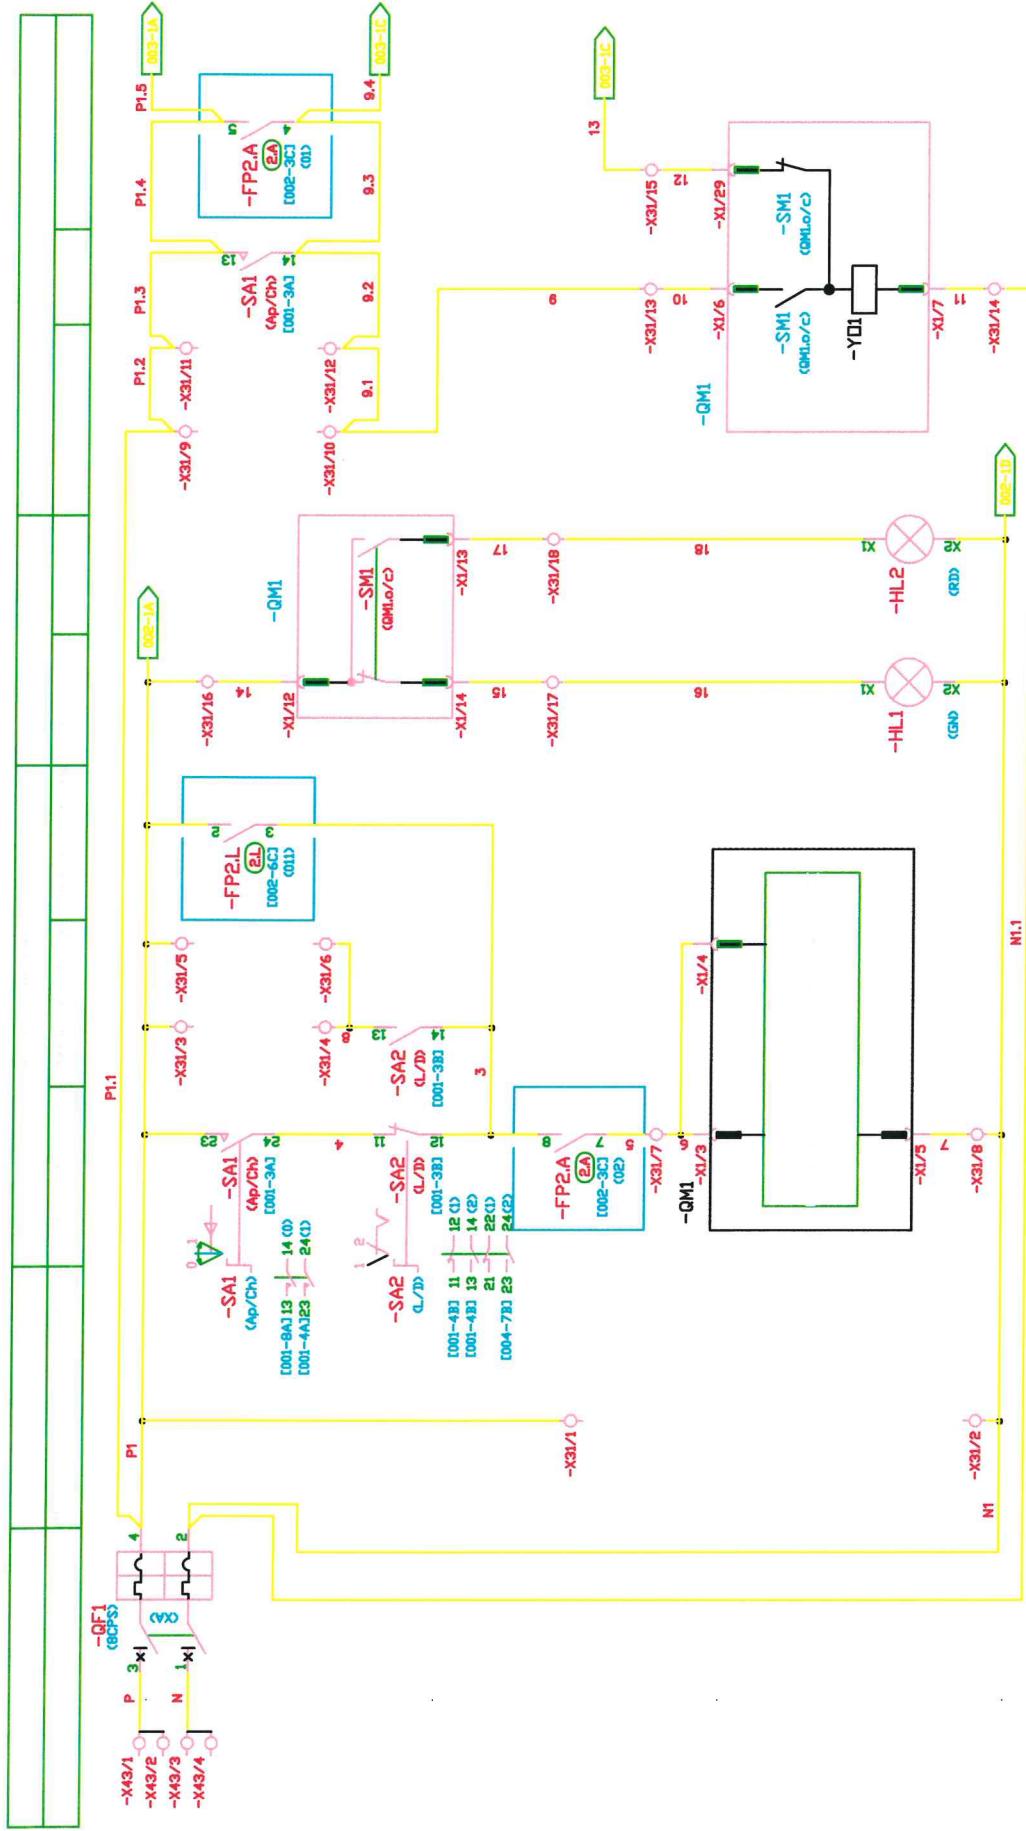 -X43/1
-X43/2
-X43/3
-X43/4
P
N
3
1
-QF1
(BCPS)
(XA)
4
2
P1
P1.1
N1
N1.1
-X31/1
-X31/2
-SA1
(Ap/Ch)
0 1
[001-8A] 13 14 (0)
[001-4A] 23 24 (1)
23
-SA1
(Ap/Ch)
[001-3A]
24
4
-SA2
(L/D)
1 2
[001-4B] 11 12 (1)
[001-4B] 13 14 (2)
21 22 (1)
[004-7B] 23 24 (2)
11
-SA2
(L/D)
[001-3B]
12
-X31/3
-X31/4
8
13
-SA2
(L/D)
[001-3B]
14
3
-X31/5
-X31/6
2
-FP2.L
2.L
[002-6C]
(011)
3
8
-FP2.A
2.A
[002-3C]
(02)
7
5
-X31/7
6
-QM1
-X1/3
-X1/4
-X1/5
7
-X31/8
002-1A
-X31/16
14
-X1/12
-QM1
-SM1
(QM1.o/c)
-X1/14
-X1/13
15
17
-X31/17
-X31/18
16
18
X1
-HL1
X2
(GN)
X1
-HL2
X2
(RD)
002-1D
-X31/9
-X31/10
P1.2
9.1
-X31/11
-X31/12
P1.3
9.2
13
-SA1
(Ap/Ch)
[001-3A]
14
P1.4
9.3
5
-FP2.A
2.A
[002-3C]
(01)
4
P1.5
9.4
003-1A
003-1C
9
-X31/13
10
-X1/6
-QM1
-SM1
(QM1.o/c)
-YO1
-X1/7
11
-X31/14
003-1C
13
-X31/15
12
-X1/29
-SM1
(QM1.o/c)